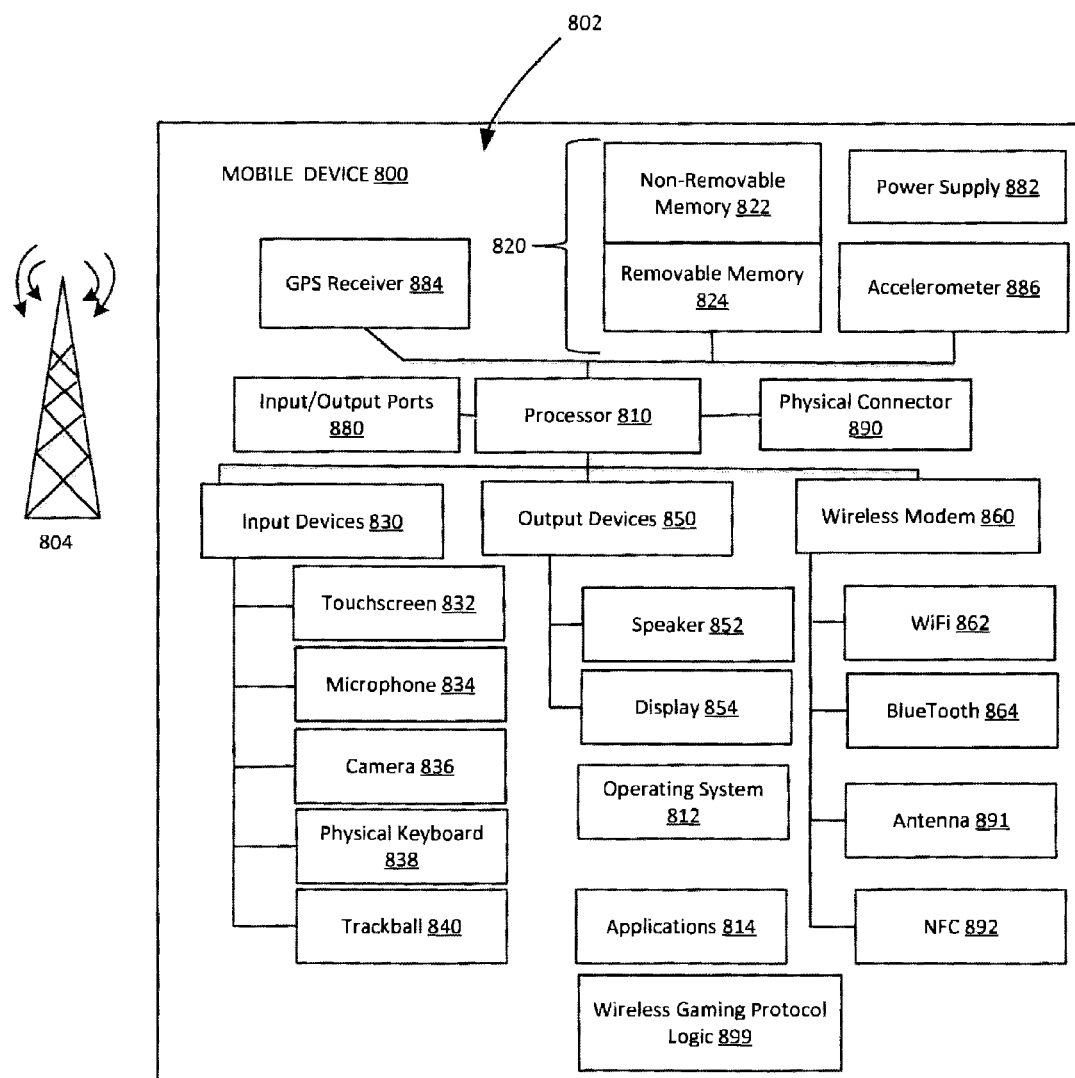 802
MOBILE DEVICE 800
Non-Removable
Memory 822
Power Supply 882
820
GPS Receiver 884
Removable Memory
824
Accelerometer 886
Input/Output Ports
880
Processor 810
Physical Connector
890
Input Devices 830
Output Devices 850
Wireless Modem 860
804
Touchscreen 832
Speaker 852
WiFi 862
Microphone 834
Display 854
BlueTooth 864
Camera 836
Operating System
812
Antenna 891
Physical Keyboard
838
Trackball 840
Applications 814
NFC 892
Wireless Gaming Protocol
Logic 899